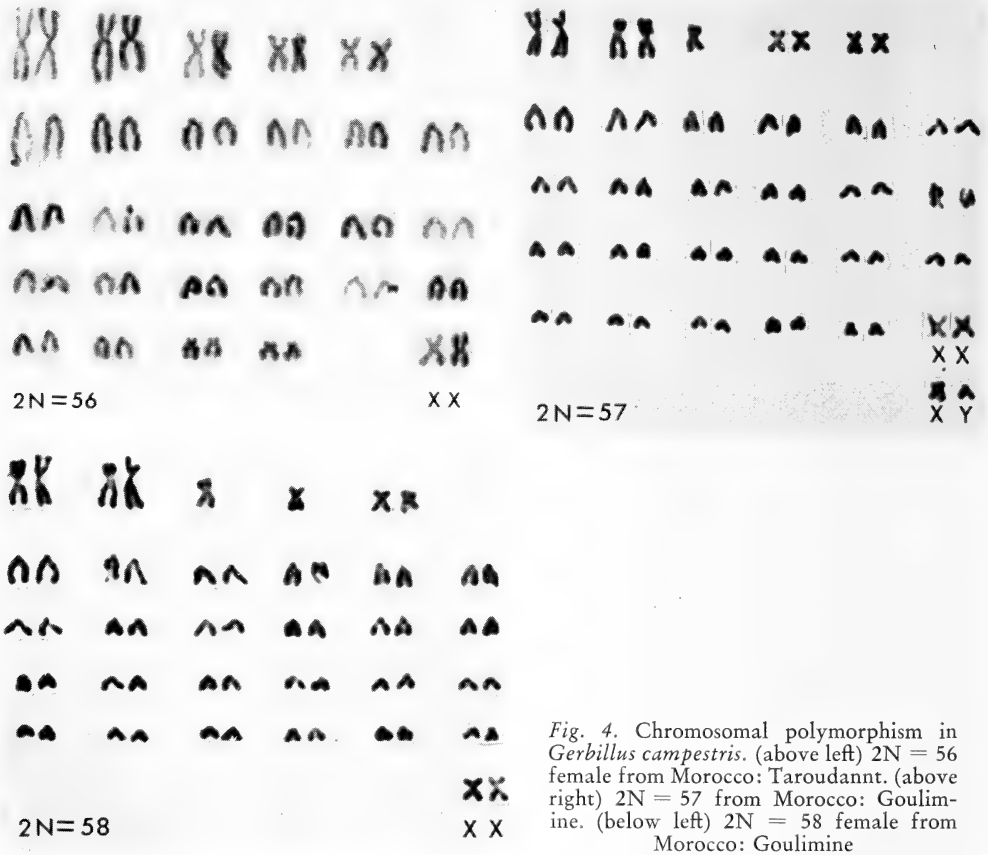 2N=56
X X
X X
2N=57
X Y
2N=58
X X
Fig. 4. Chromosomal polymorphism in
Gerbillus campestris. (above left) 2N = 56
female from Morocco: Taroudannt. (above
right) 2N = 57 from Morocco: Goulim-
ine. (below left) 2N = 58 female from
Morocco: Goulimine